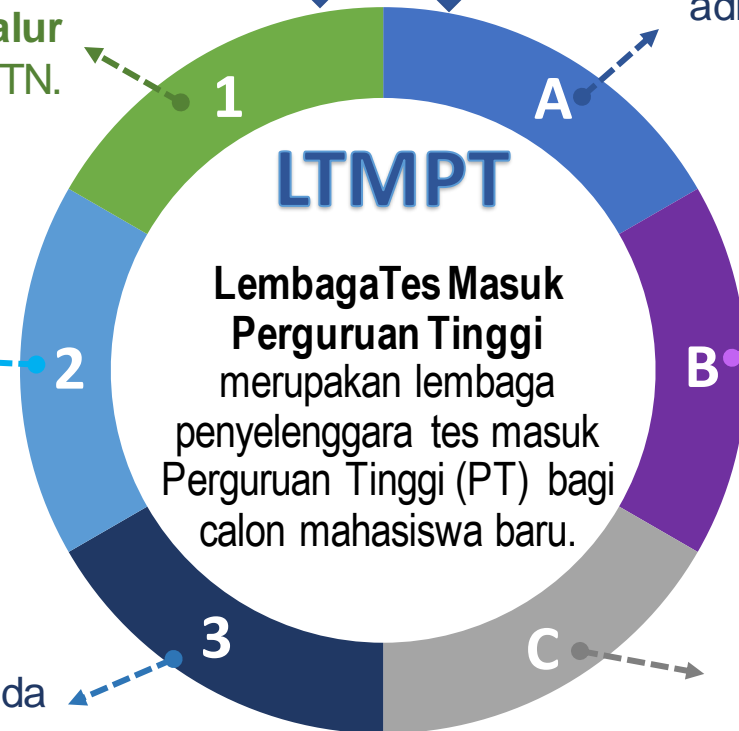 alur
TN.
1
A
LTMPT
LembagaTes Masuk
Perguruan Tinggi
merupakan lembaga
penyelenggara tes masuk
Perguruan Tinggi (PT) bagi
calon mahasiswa baru.
2
B
3
C
da